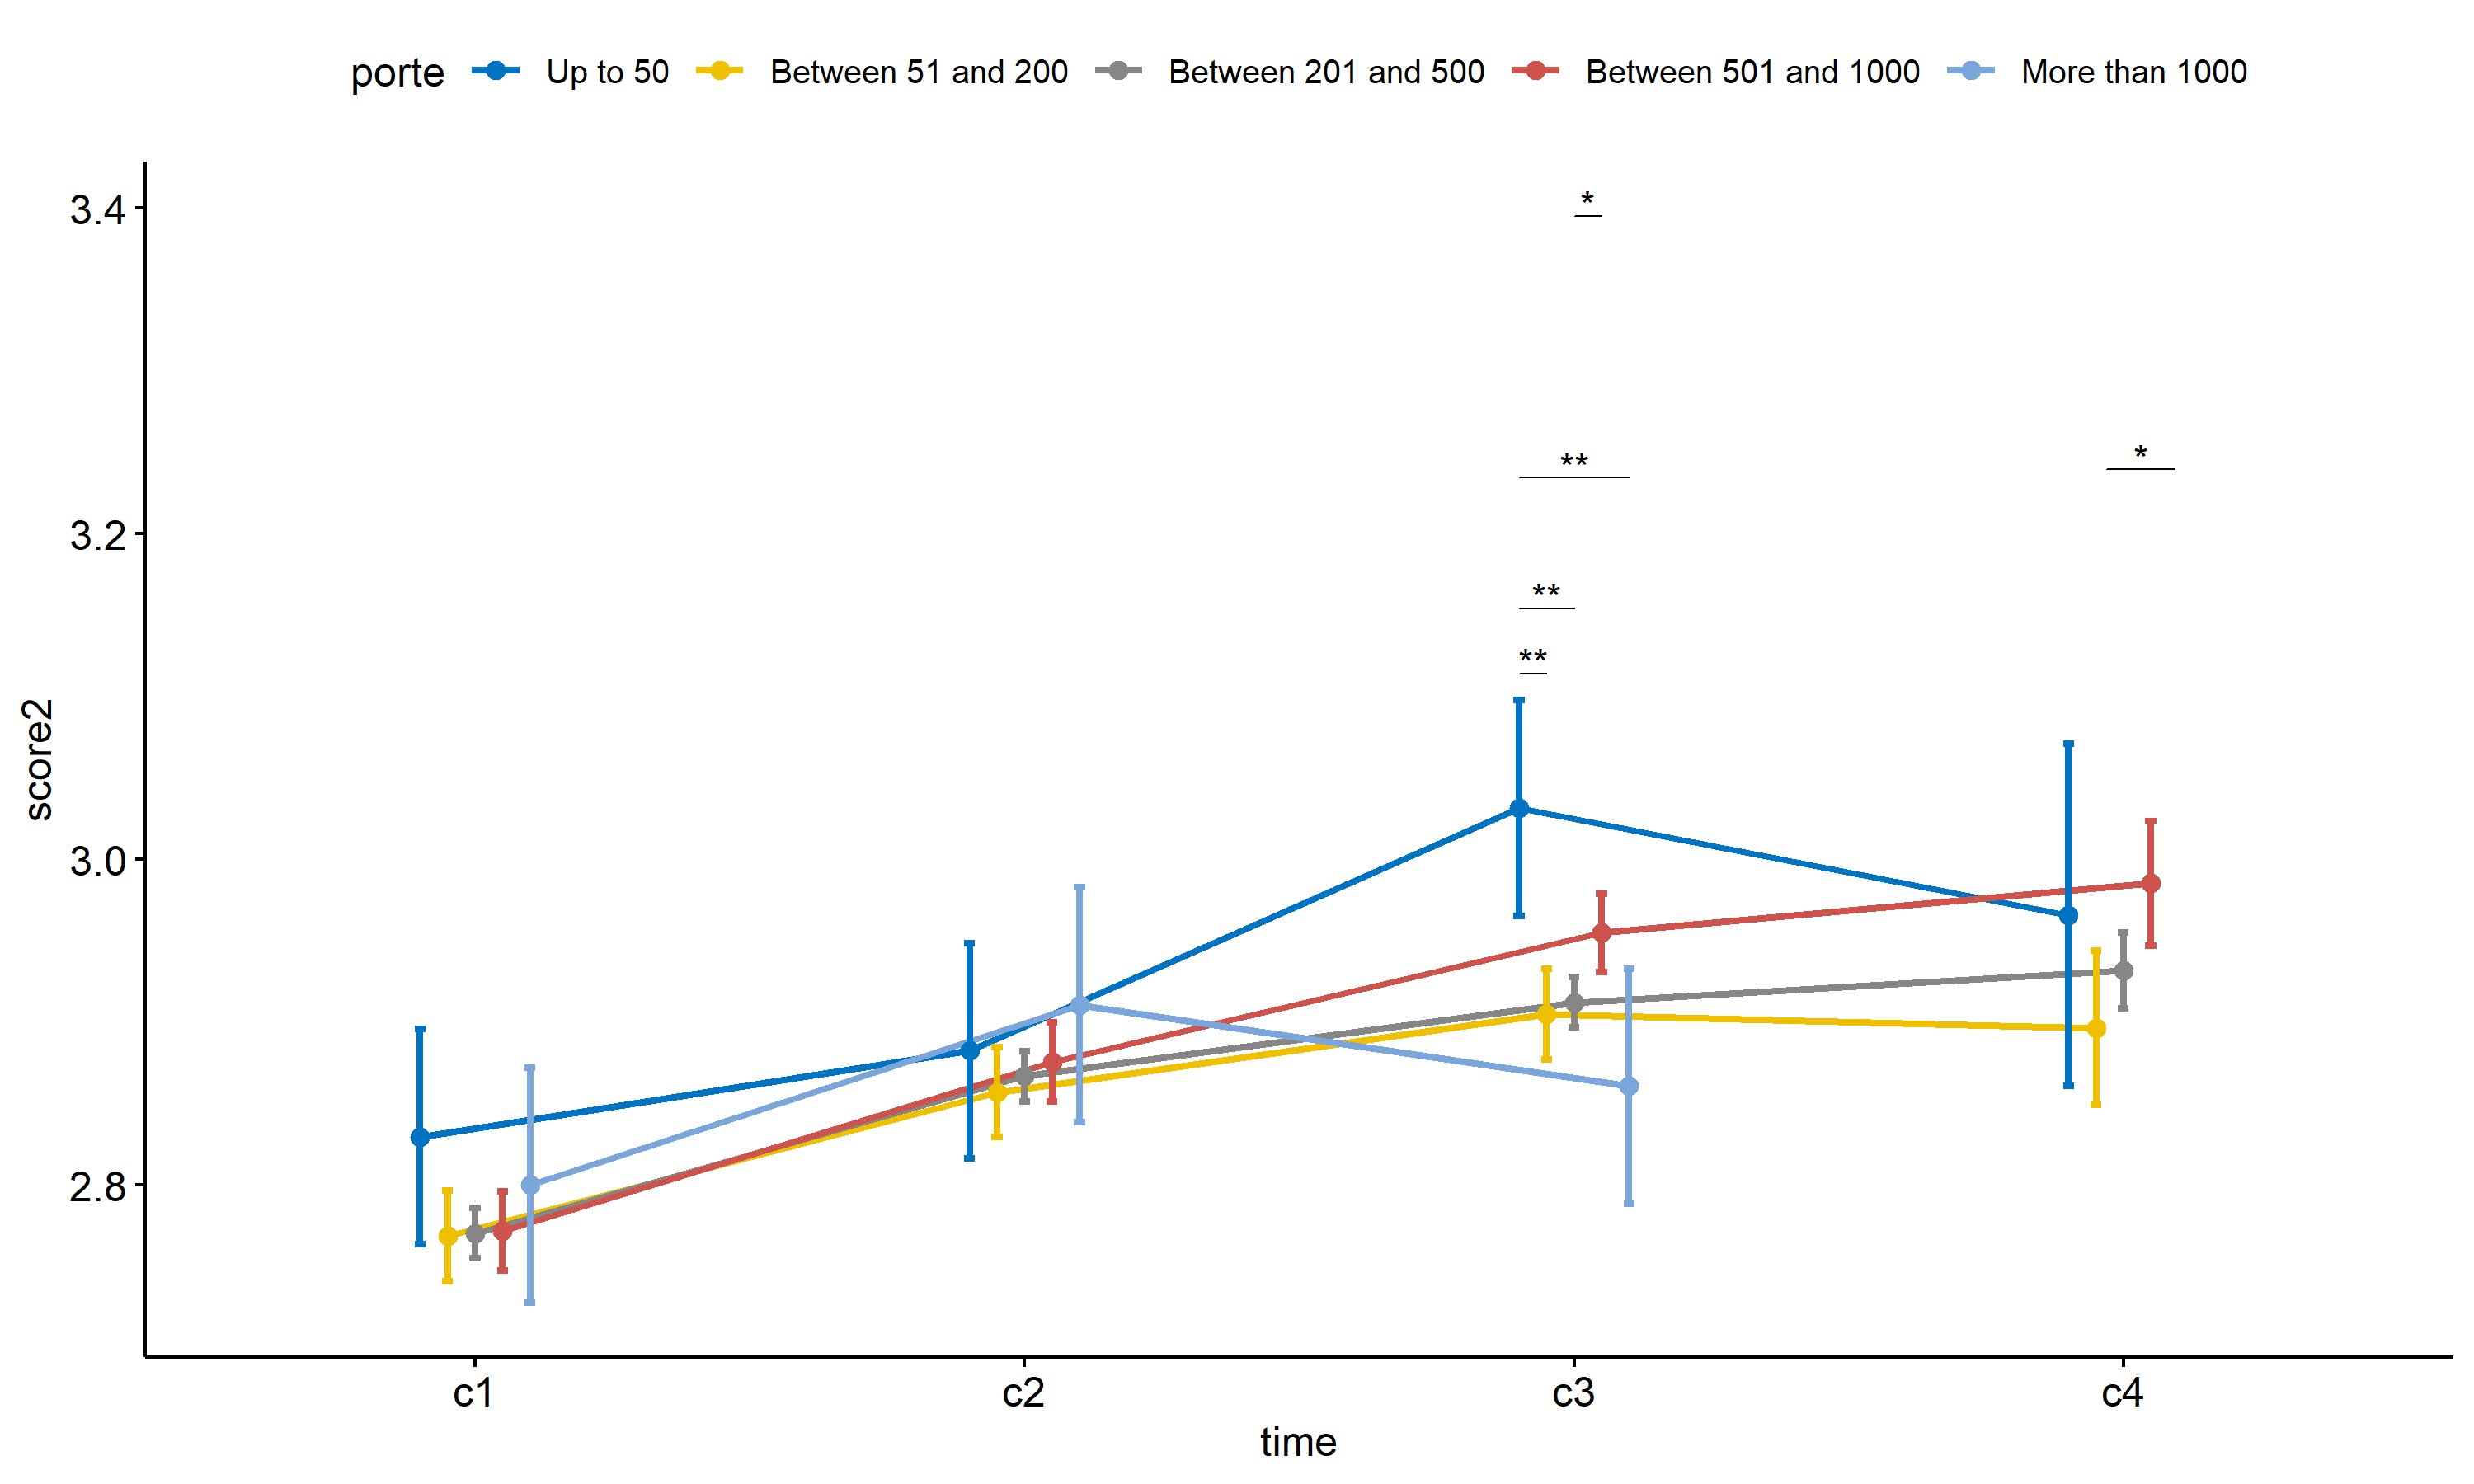 porte Up to 50 Between 51 and 200 Between 201 and 500 Between 501 and 1000 More than 1000
3.4
*
**
*
3.2
**
**
score2
3.0
2.8
c1 c2 c3 c4
time